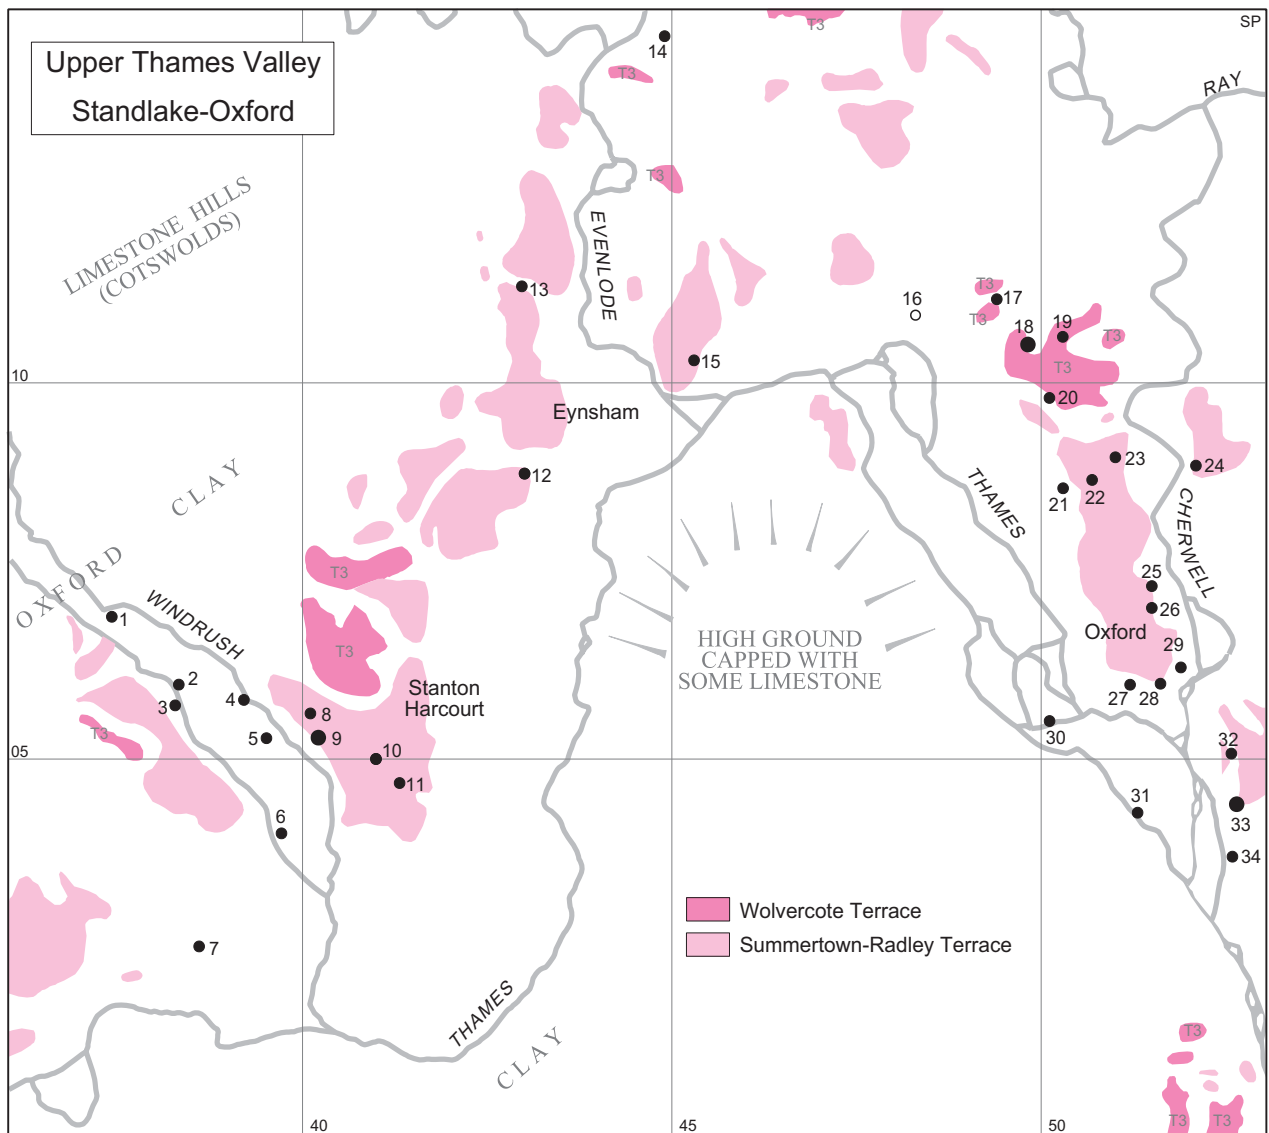 SP
Upper Thames Valley
Standlake-Oxford
T3
14
T3
RAY
T3
LIMESTONE HILLS
(COTSWOLDS)
EVENLODE
13
16
T3
17
T3
18
19
T3
15
T3
10
20
Eynsham
CLAY
12
23
24
22
21
THAMES
CHERWELL
OXFORD
T3
25
26
1
WINDRUSH
T3
HIGH GROUND
CAPPED WITH
SOME LIMESTONE
Oxford
29
2
3
4
Stanton
Harcourt
27
28
8
T3
5
9
30
32
10
05
11
31
6
33
34
Wolvercote Terrace
Summertown-Radley Terrace
7
THAMES
CLAY
T3
T3
T3
40
45
50